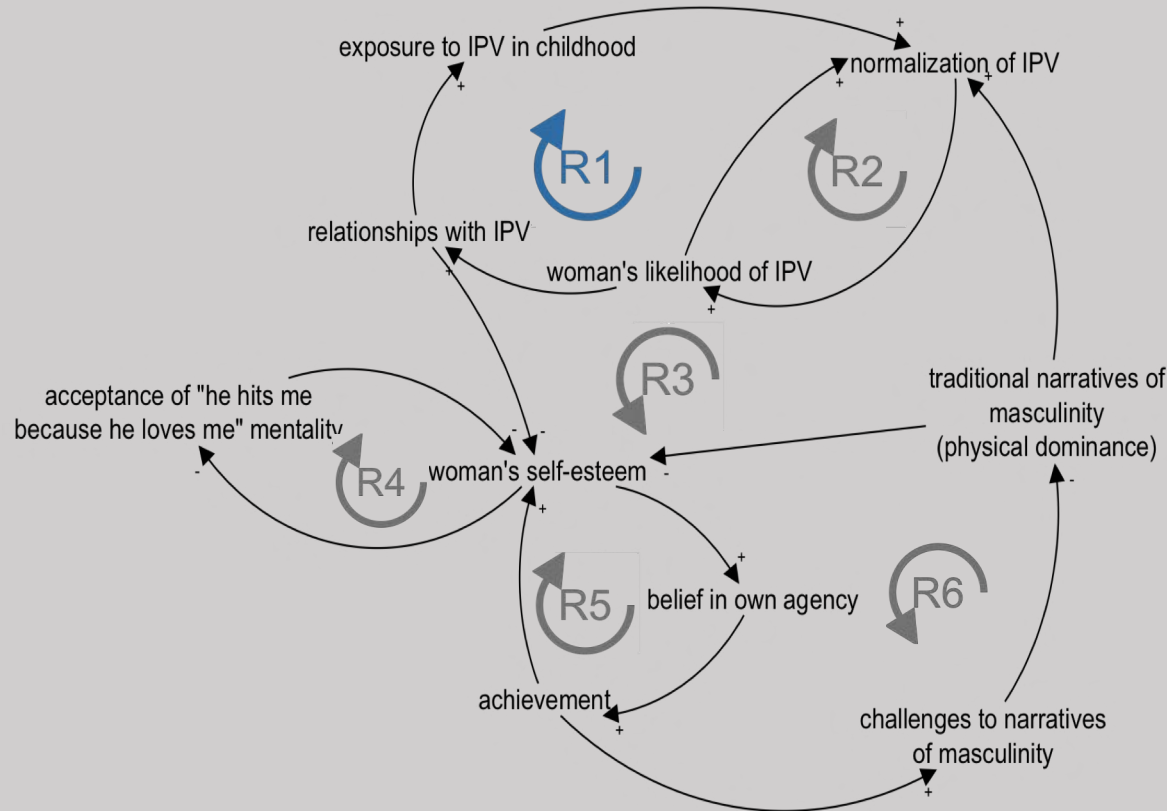 exposure to IPV in childhood
+
normalization of IPV
+
+
+
R1
R2
relationships with IPV
+
woman's likelihood of IPV
+
R3
acceptance of "he hits me
because he loves me" mentality
-
traditional narratives of
masculinity
(physical dominance)
-
-
-
woman's self-esteem
-
-
R4
+
+
R5
belief in own agency
R6
achievement
+
challenges to narratives
of masculinity
+